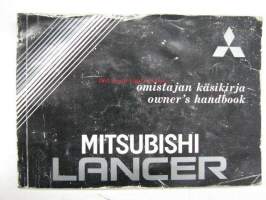 omistajan käsikirja
owner's handbook
MITSUBISHI
LANCER